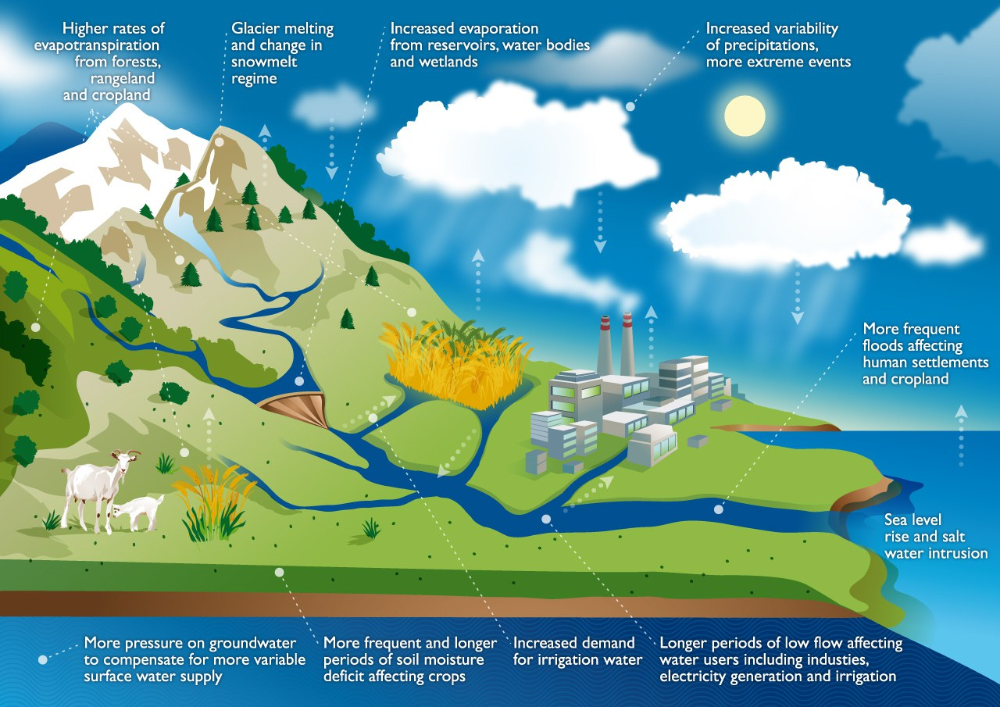 Higher rates of
evapotranspiration
from forests,
rangeland
and cropland
Glacier melting
and change in
snowmelt
regime
Increased evaporation
from reservoirs, water bodies
and wetlands
Increased variability
of precipitations,
more extreme events
More frequent
floods affecting
human settlements
and cropland
Sea level
rise and salt
water intrusion
More pressure on groundwater
to compensate for more variable
surface water supply
More frequent and longer
periods of soil moisture
deficit affecting crops
Increased demand
for irrigation water
Longer periods of low flow affecting
water users including industies,
electricity generation and irrigation